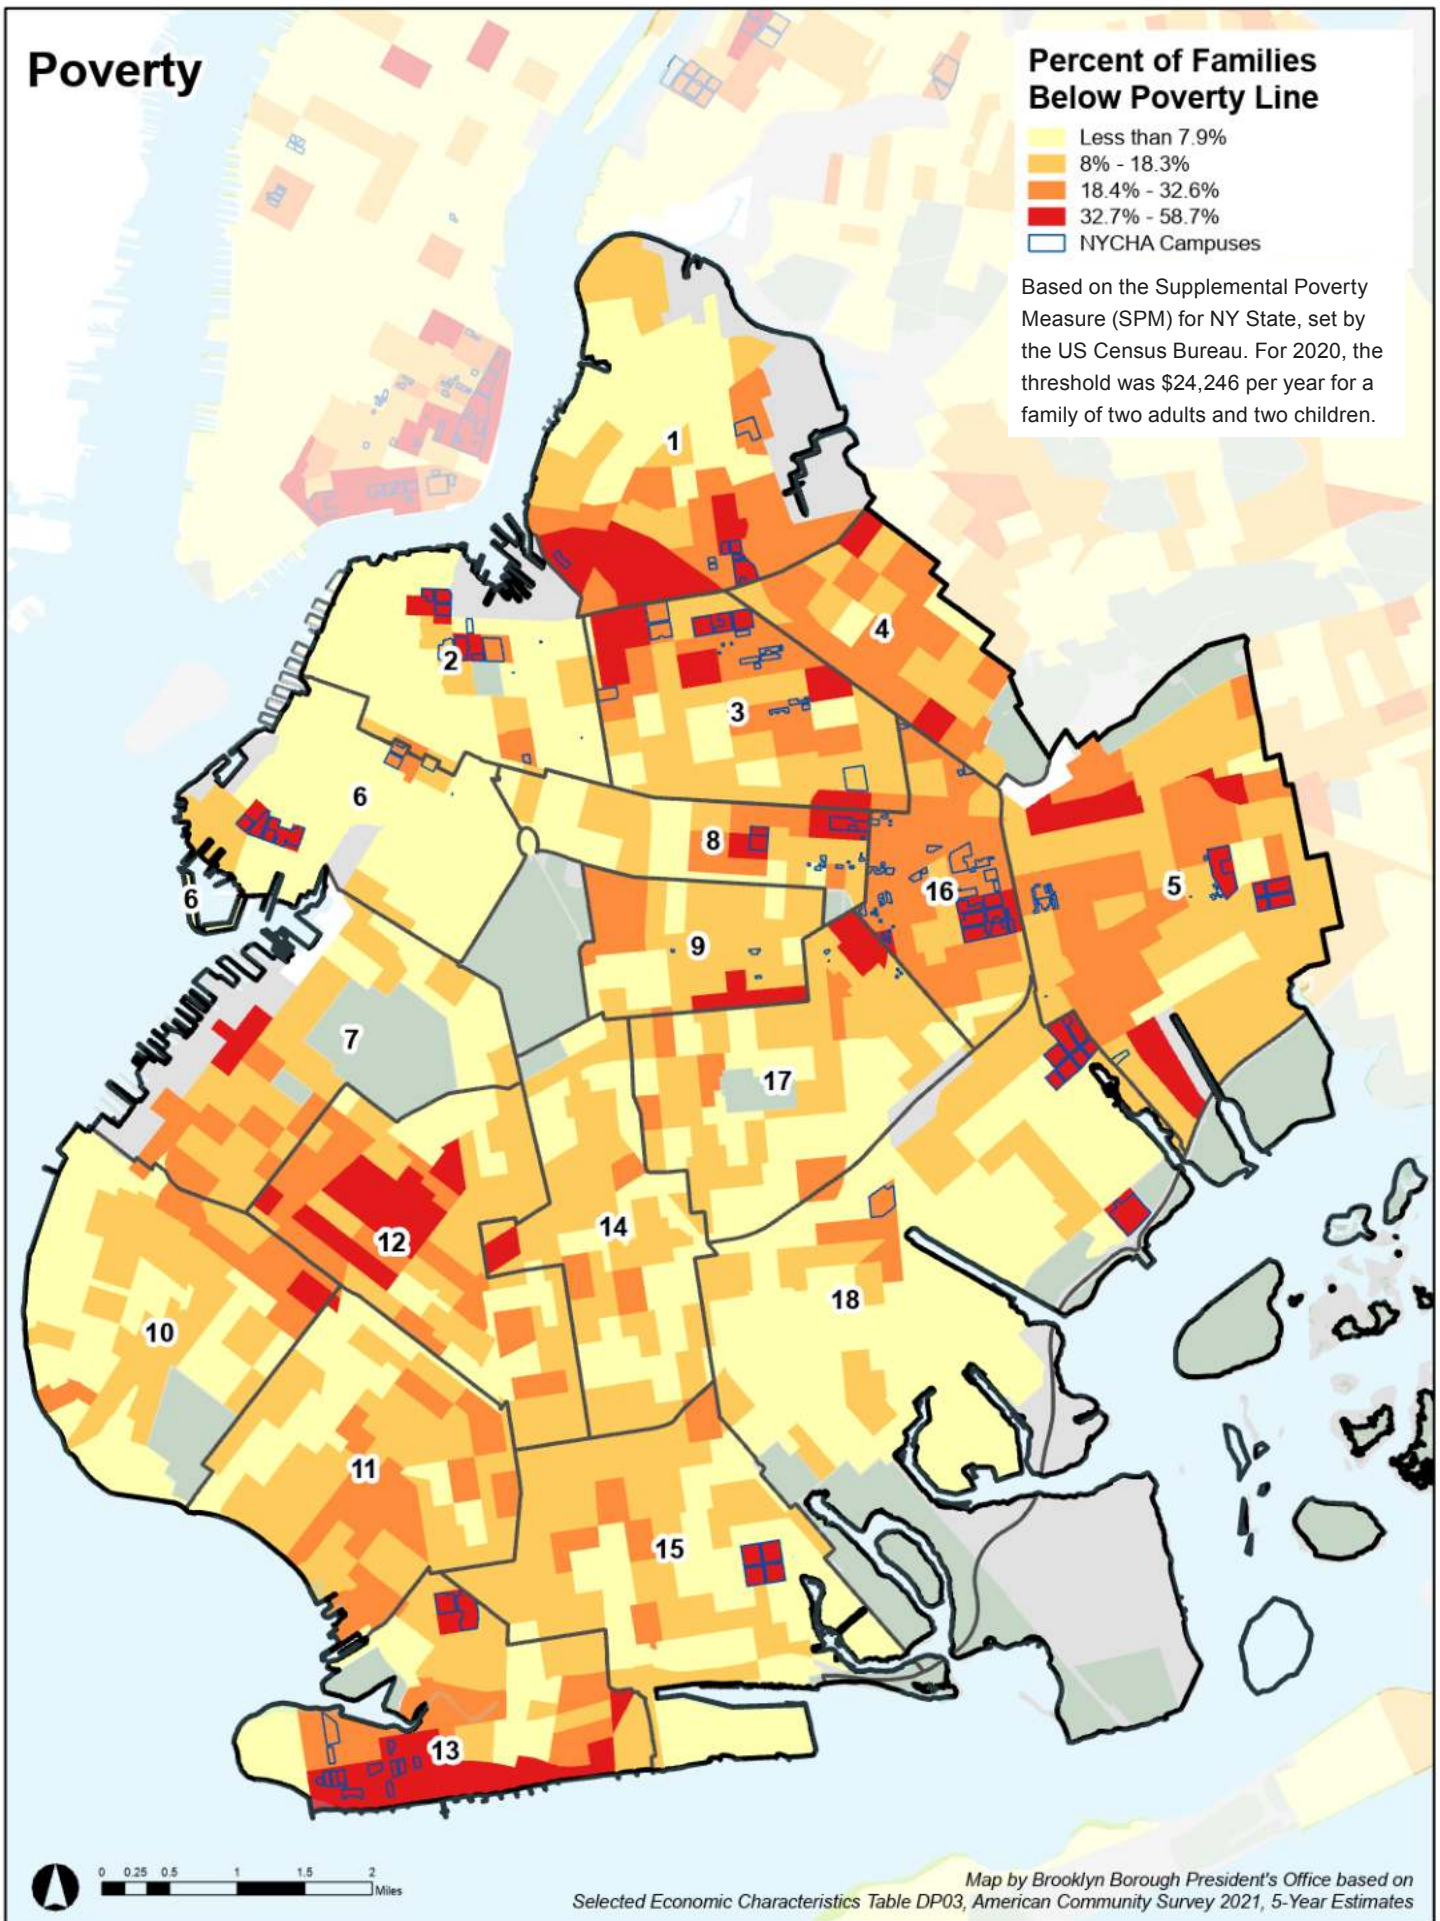 Poverty
Percent of Families
Below Poverty Line
Less than 7.9%
8% - 18.3%
18.4% - 32.6%
32.7% - 58.7%
NYCHA Campuses
Based on the Supplemental Poverty
Measure (SPM) for NY State, set by
the US Census Bureau. For 2020, the
threshold was $24,246 per year for a
family of two adults and two children.
1
4
2
3
6
8
5
16
6
9
7
17
14
12
18
10
11
15
13
0 0.25 0.5 1 1.5 2
Miles
Map by Brooklyn Borough President's Office based on
Selected Economic Characteristics Table DP03, American Community Survey 2021, 5-Year Estimates